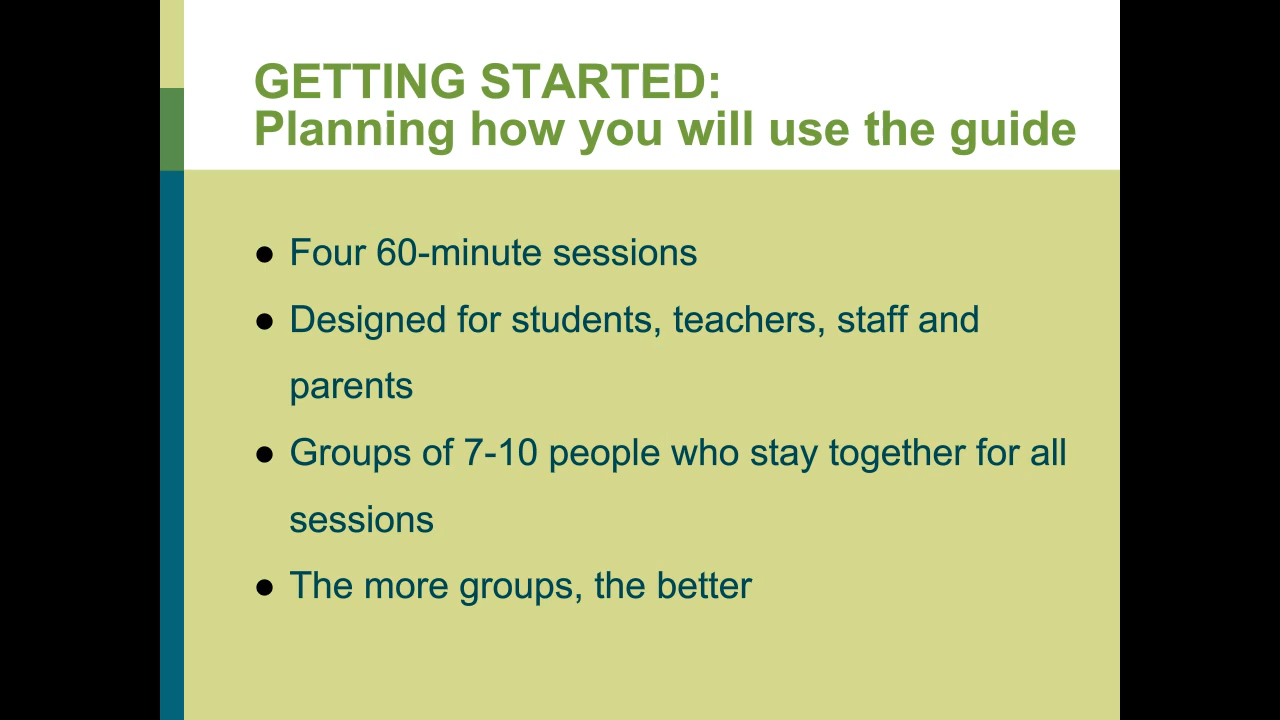 GETTING STARTED:
Planning how you will use the guide
● Four 60-minute sessions
● Designed for students, teachers, staff and
parents
● Groups of 7-10 people who stay together for all
sessions
● The more groups, the better